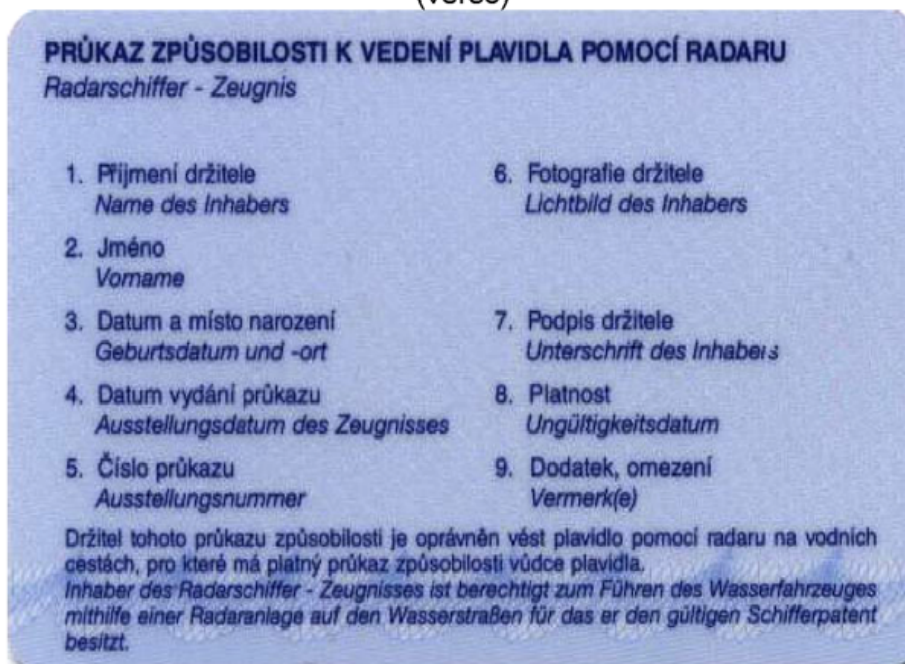 (verso)
PRŮKAZ ZPŮSOBILOSTI K VEDENÍ PLAVIDLA POMOCÍ RADARU
Radarschiffer - Zeugnis
1. Příjmení držitele
Name des Inhabers
2. Jméno
Vorname
3. Datum a místo narození
Geburtsdatum und -ort
4. Datum vydání průkazu
Ausstellungsdatum des Zeugnisses
5. Číslo průkazu
Ausstellungsnummer
6. Fotografie držitele
Lichtbild des Inhabers
7. Podpis držitele
Unterschrift des Inhabers
8. Platnost
Ungültigkeitsdatum
9. Dodatek, omezení
Vermerk(e)
Držitel tohoto průkazu způsobilosti je oprávněn vést plavidlo pomocí radaru na vodních
cestách, pro které má platný průkaz způsobilosti vůdce plavidla.
Inhaber des Radarschiffer - Zeugnisses ist berechtigt zum Führen des Wasserfahrzeuges
mithilfe einer Radaranlage auf den Wasserstraßen für das er den gültigen Schifferpatent
besitzt.